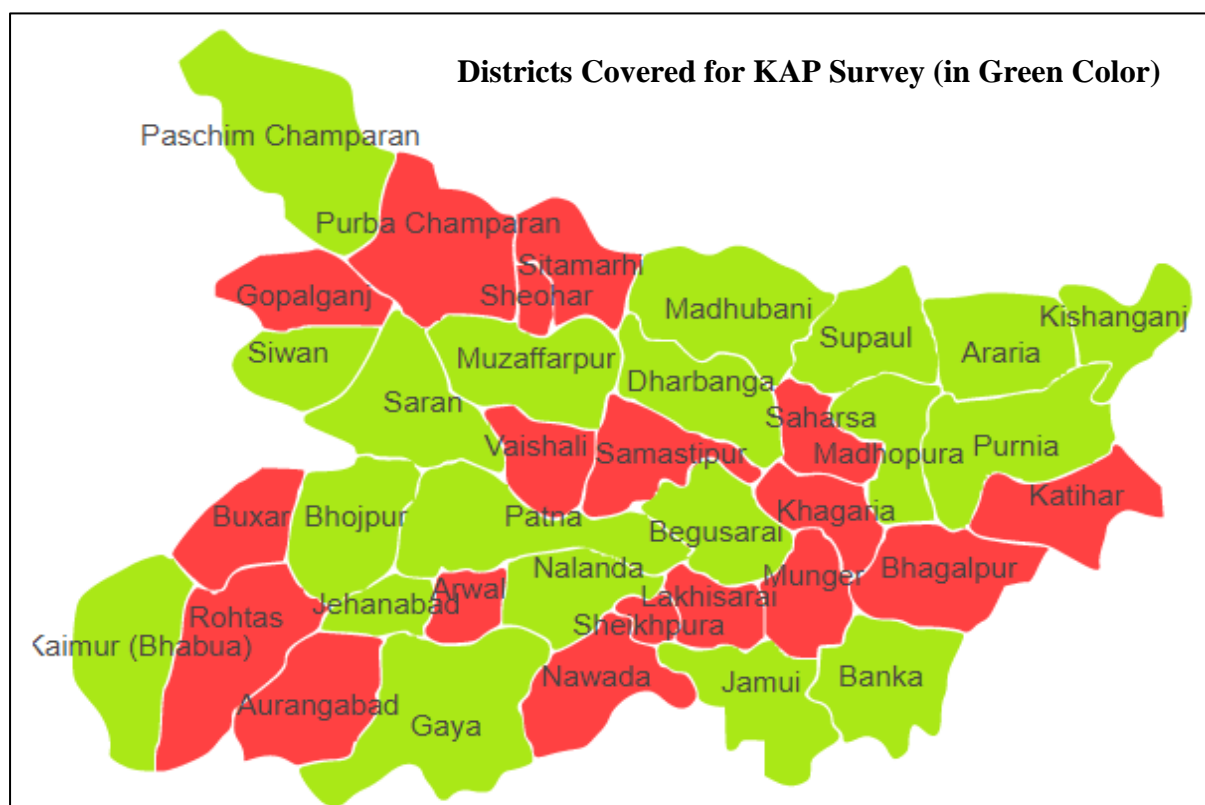 Districts Covered for KAP Survey (in Green Color)
Paschim Champaran
Purba Champaran
Sitamarhi
Gopalganj
Sheohar
Madhubani
Kishanganj
Supaul
Araria
Siwan
Muzaffarpur
Dharbanga
Saran
Saharsa
Vaishali
Samastipur
Madhopura
Purnia
Katihar
Buxar
Bhojpur
Patna
Khagaria
Begusarai
Nalanda
Munger
Bhagalpur
Arwal
Jehanabad
Lakhisarai
Rohtas
Sheikhpura
Kaimur (Bhabua)
Nawada
Jamui
Banka
Aurangabad
Gaya